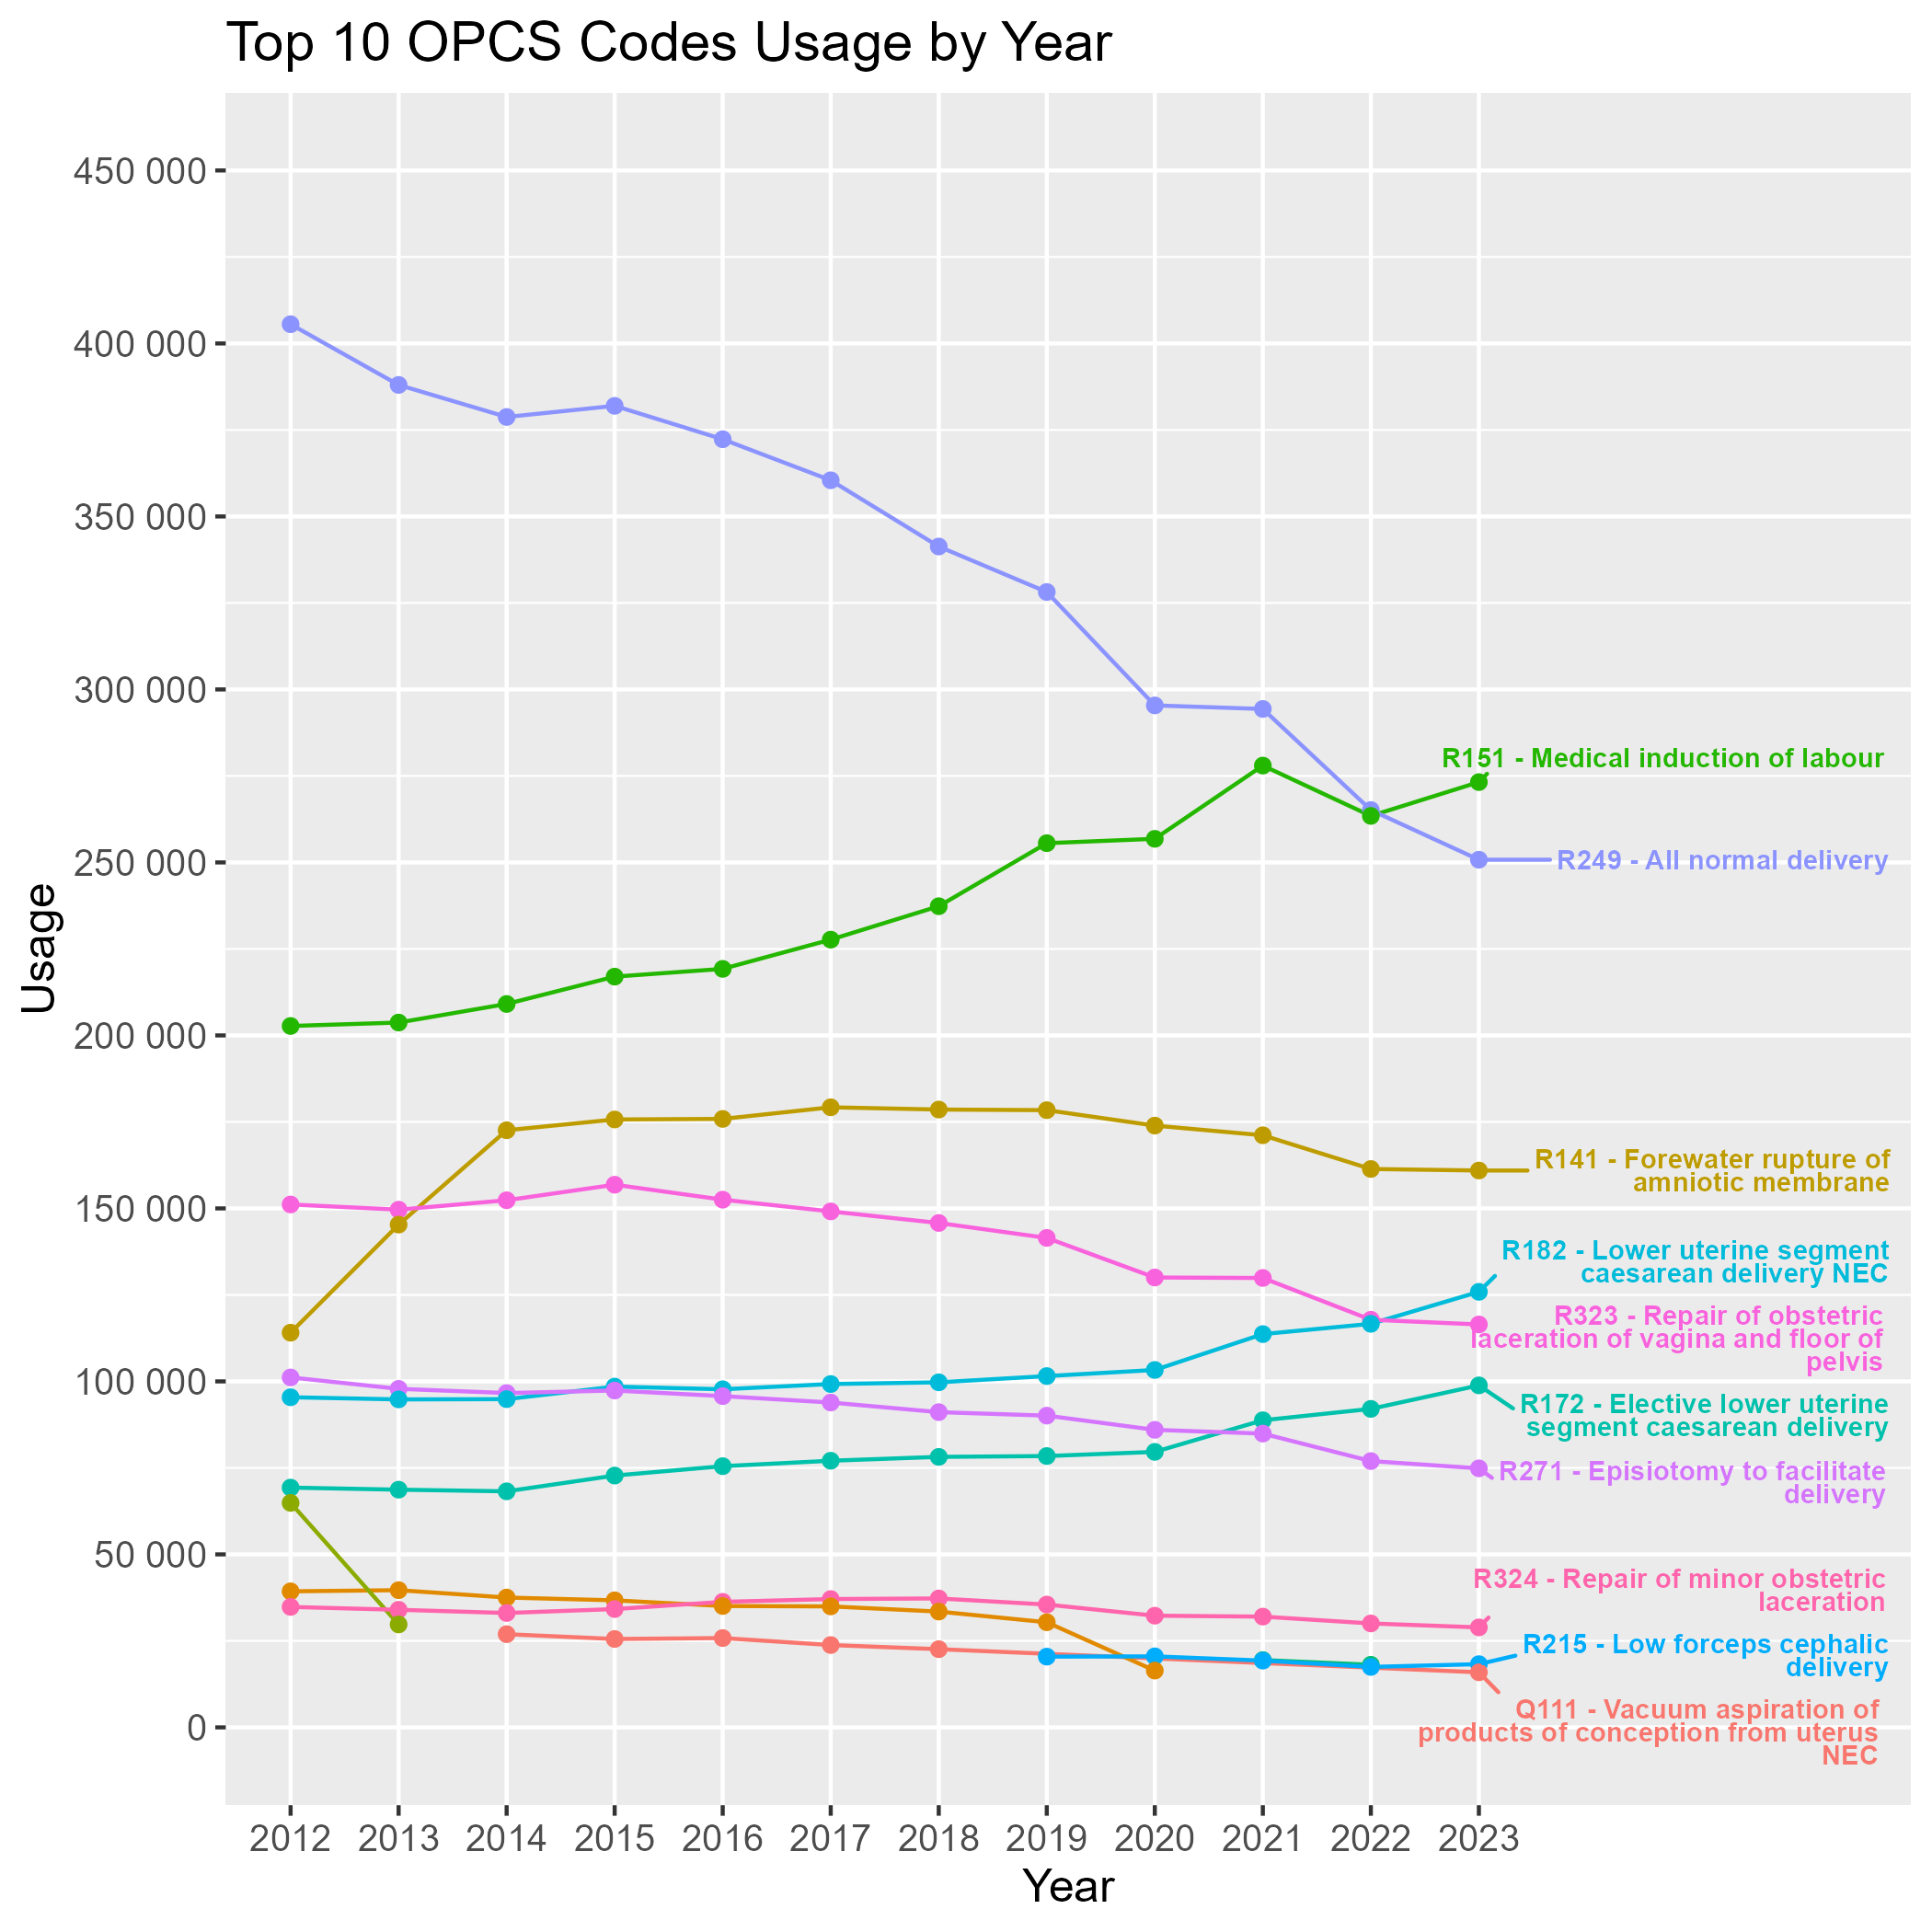 Top 10 OPCS Codes Usage by Year
450 000
400 000
350 000
300 000
250 000
200 000
150 000
100 000
50 000
0
Usage
R151 - Medical induction of labour
R249 - All normal delivery
R141 - Forewater rupture of
amniotic membrane
R182 - Lower uterine segment
caesarean delivery NEC
R323 - Repair of obstetric
laceration of vagina and floor of
pelvis
R172 - Elective lower uterine
segment caesarean delivery
R271 - Episiotomy to facilitate
delivery
R324 - Repair of minor obstetric
laceration
R215 - Low forceps cephalic
delivery
Q111 - Vacuum aspiration of
products of conception from uterus
NEC
2012 2013 2014 2015 2016 2017 2018 2019 2020 2021 2022 2023
Year